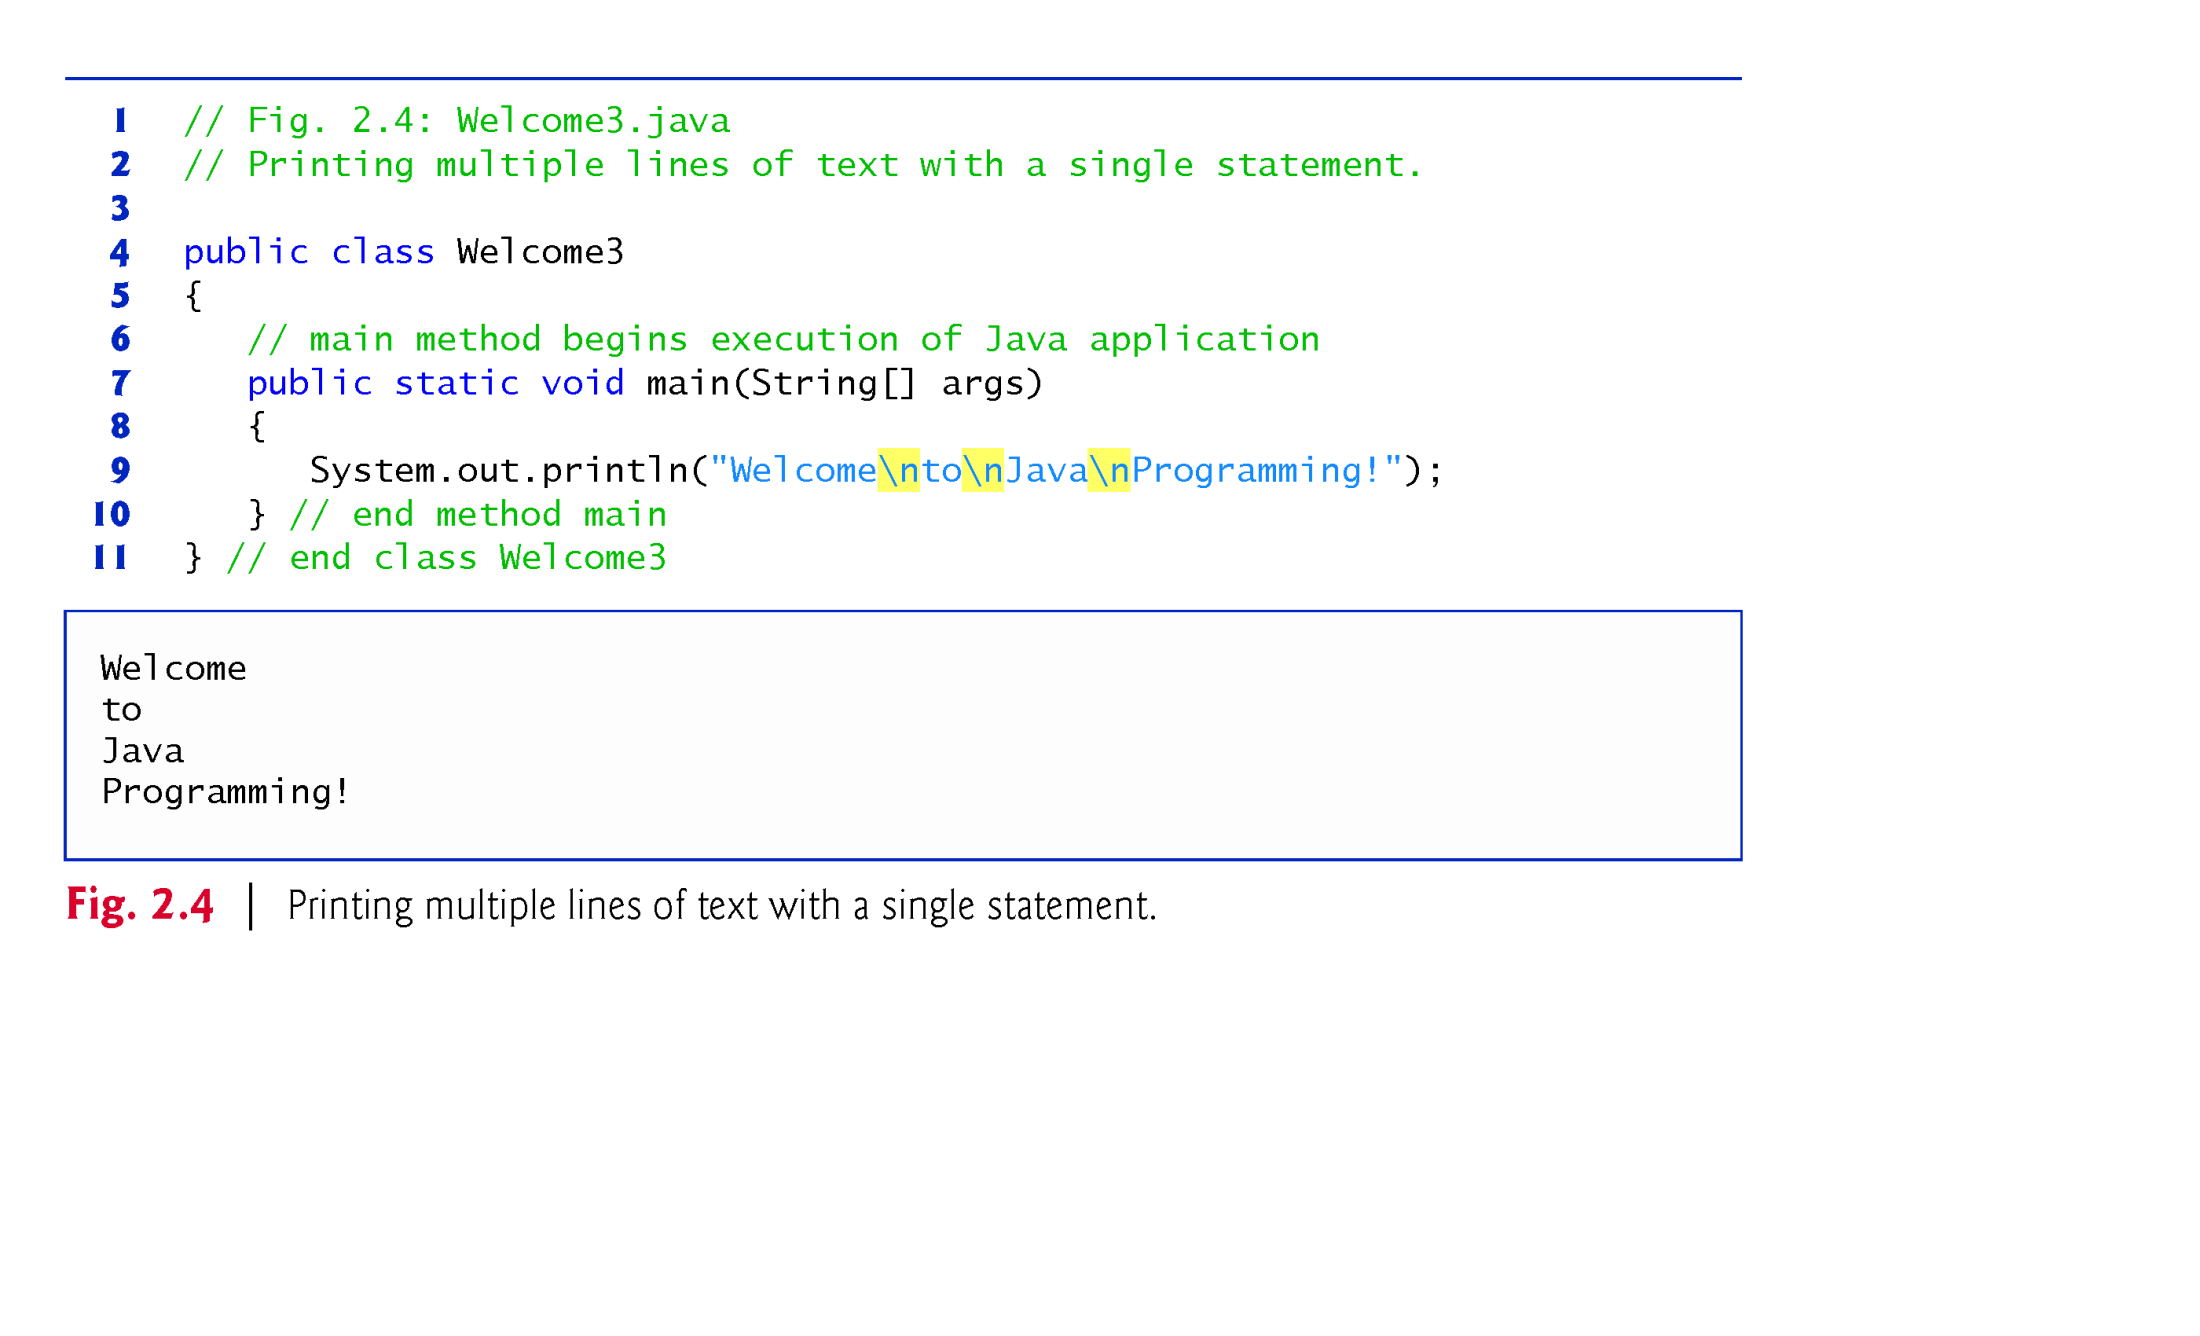 1 // Fig. 2.4: Welcome3.java
2 // Printing multiple lines of text with a single statement.
3
4 public class Welcome3
5 {
6    // main method begins execution of Java application
7    public static void main(String[] args)
8    {
9       System.out.println("Welcome\nto\nJava\nProgramming!");
10    } // end method main
11 } // end class Welcome3
Welcome
to
Java
Programming!
Fig. 2.4 | Printing multiple lines of text with a single statement.